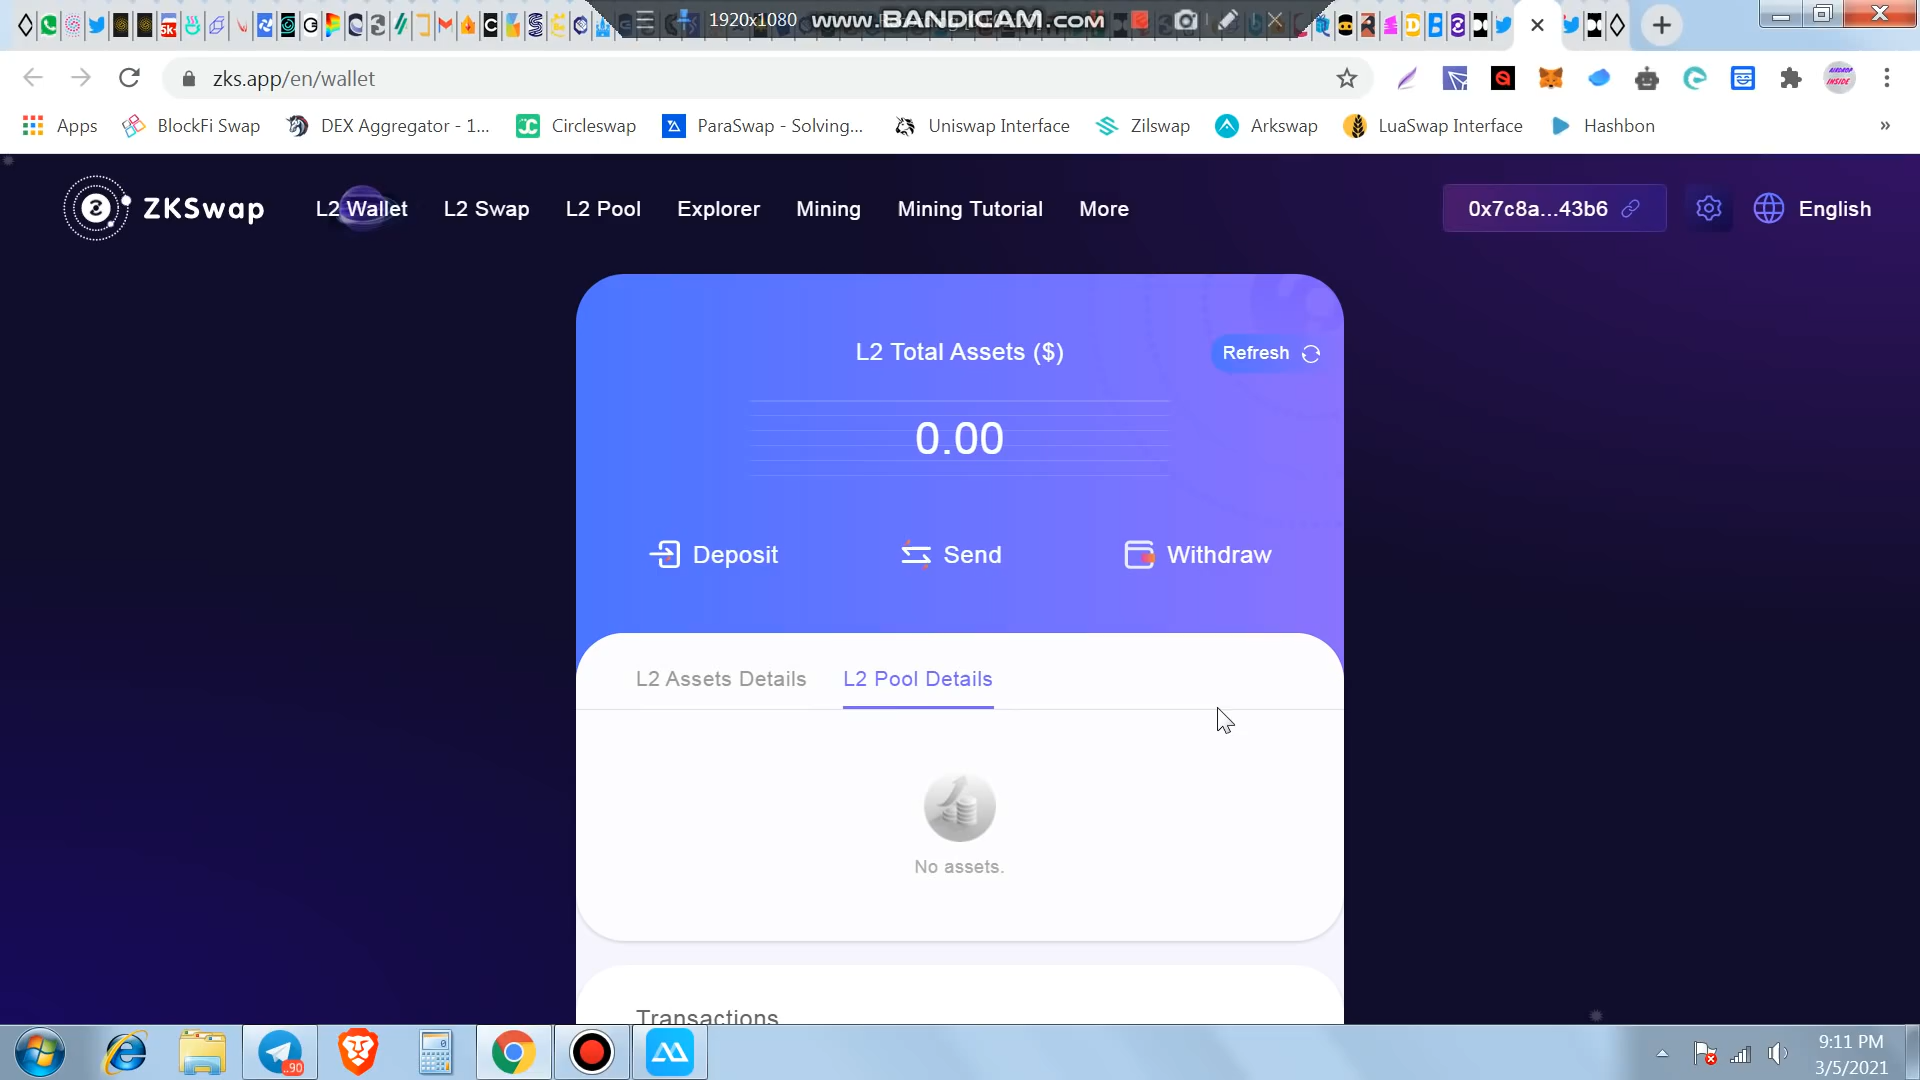 1920x1080
www.BANDICAM.com
zks.app/en/wallet
Apps
BlockFi Swap
DEX Aggregator - 1...
Circleswap
ParaSwap - Solving...
Uniswap Interface
Zilswap
Arkswap
LuaSwap Interface
Hashbon
»
ZKSwap
L2 Wallet
L2 Swap
L2 Pool
Explorer
Mining
Mining Tutorial
More
0x7c8a...43b6
English
L2 Total Assets ($)
Refresh
0.00
Deposit
Send
Withdraw
L2 Assets Details
L2 Pool Details
No assets.
Transactions
..90
9:11 PM
3/5/2021